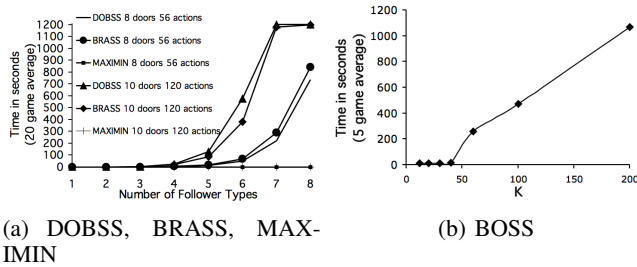 DOBSS 8 doors 56 actions
BRASS 8 doors 56 actions
MAXIMIN 8 doors 56 actions
DOBSS 10 doors 120 actions
BRASS 10 doors 120 actions
MAXIMIN 10 doors 120 actions
Time in seconds
(20 game average)
1200
1100
1000
900
800
700
600
500
400
300
200
100
0
1 2 3 4 5 6 7 8
Number of Follower Types
(a) DOBSS, BRASS, MAX-
IMIN
Time in seconds
(5 game average)
1200
1000
800
600
400
200
0
0 50 100 150 200
K
(b) BOSS